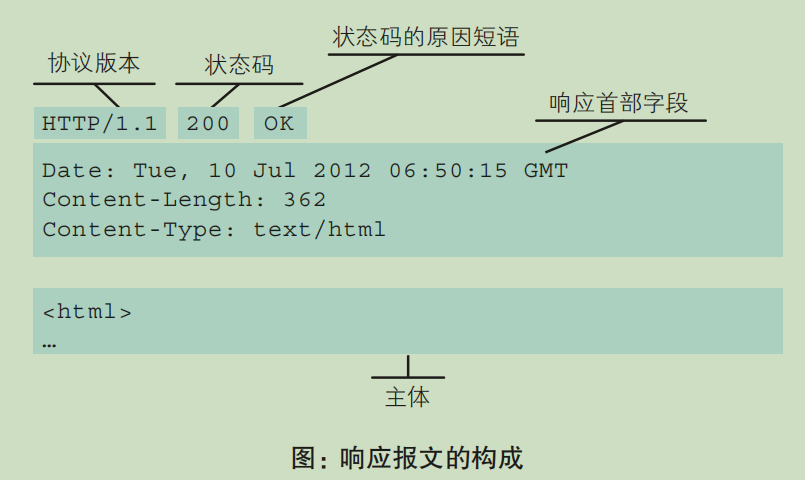 状态码的原因短语
协议版本
状态码
响应首部字段
HTTP/1.1 200 OK
Date: Tue, 10 Jul 2012 06:50:15 GMT
Content-Length: 362
Content-Type: text/html
<html>
…
主体
图：响应报文的构成